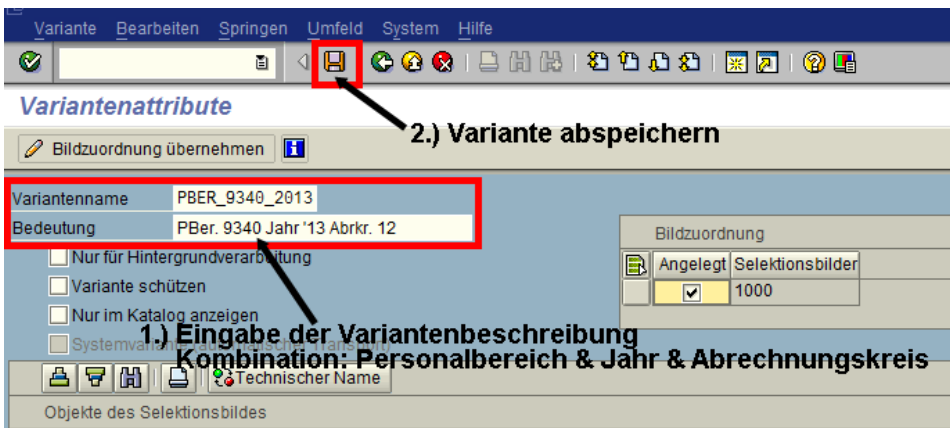 Variante Bearbeiten Springen Umfeld System Hilfe
Variantenattribute
2.) Variante abspeichern
Bildzuordnung übernehmen
Variantenname PBER_9340_2013
Bedeutung PBer. 9340 Jahr '13 Abrkr. 12
Bildzuordnung
Nur für Hintergrundverarbeitung
Angelegt Selektionsbilder
Variante schützen
1000
Nur im Katalog anzeigen
1.) Eingabe der Variantenbeschreibung
Kombination: Personalbereich & Jahr & Abrechnungskreis
Technischer Name
Objekte des Selektionsbildes